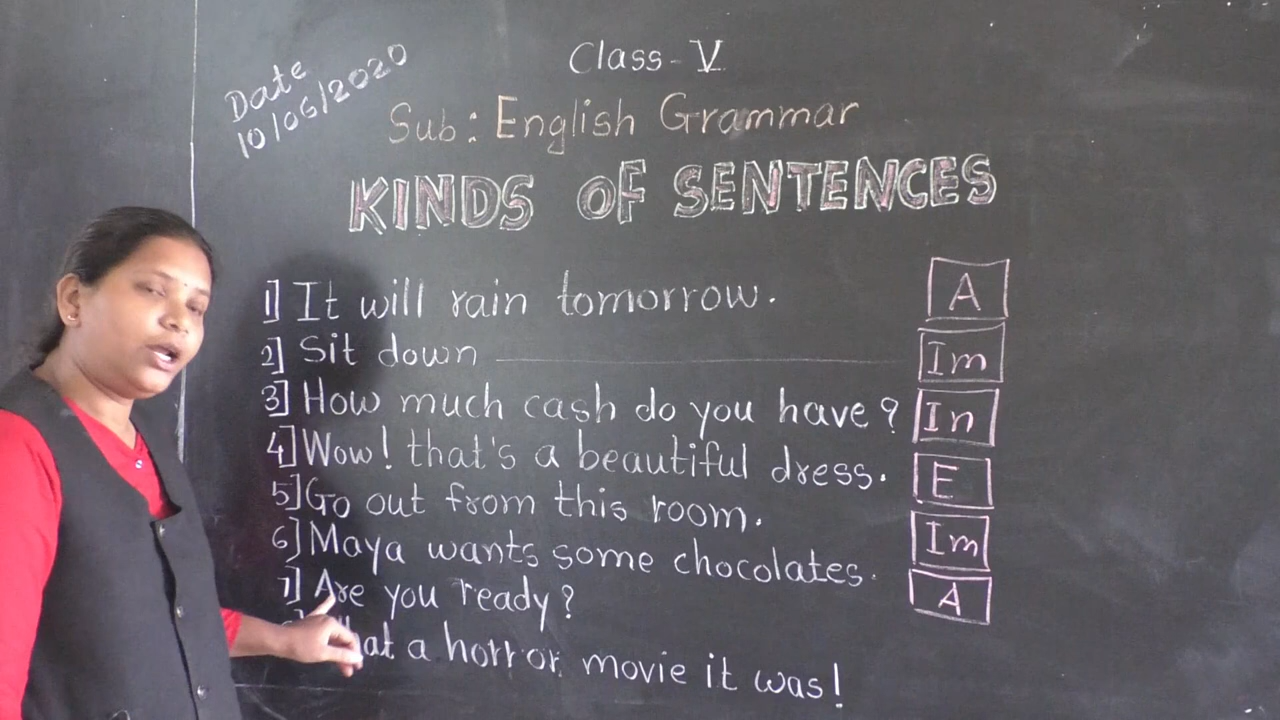 Class - V
Date
10/06/2020
Sub: English Grammar
KINDS OF SENTENCES
1] It will rain tomorrow. A
2] Sit down Im
3] How much cash do you have? In
4] Wow! that's a beautiful dress. E
5] Go out from this room. Im
6] Maya wants some chocolates. A
7] Are you ready?
a horror movie it was!